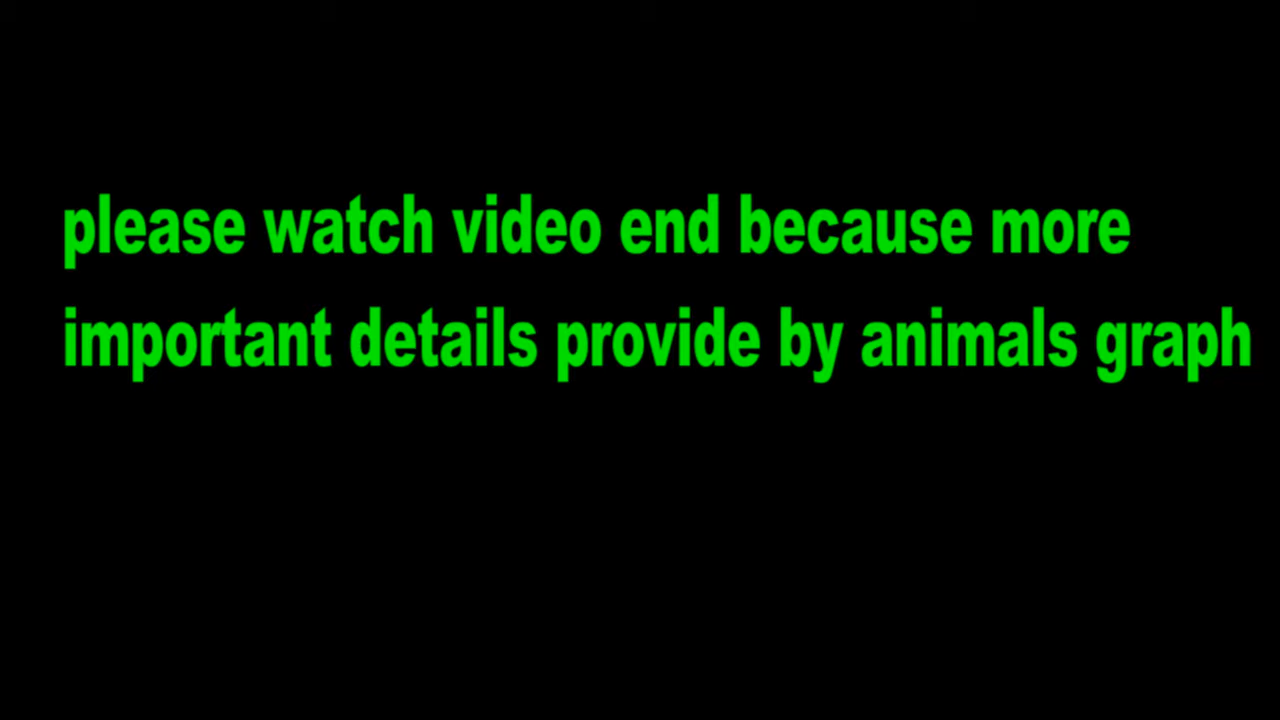 please watch video end because more
important details provide by animals graph